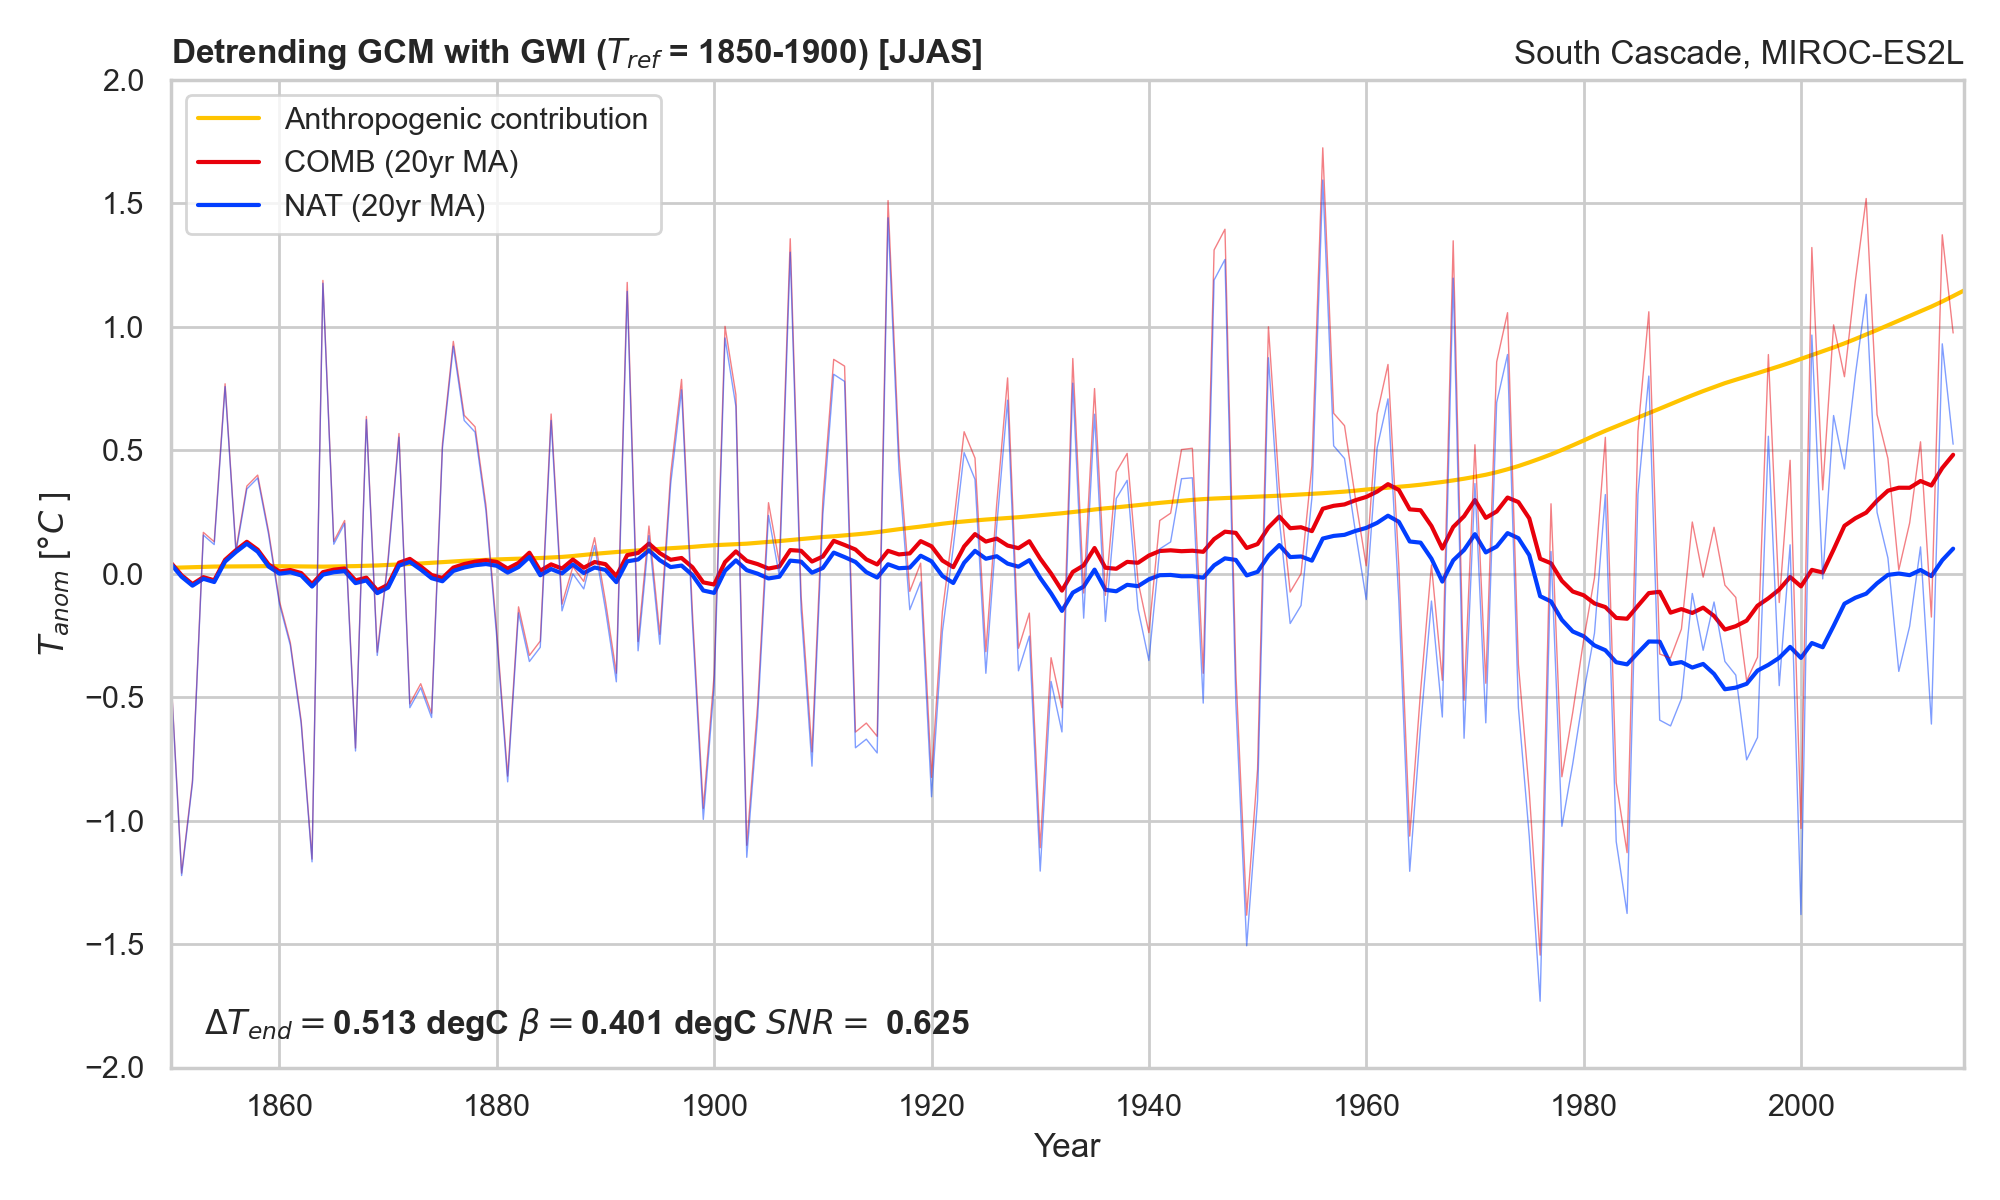 Detrending GCM with GWI (T_ref = 1850-1900) [JJAS]
South Cascade, MIROC-ES2L
2.0
1.5
1.0
0.5
0.0
−0.5
−1.0
−1.5
−2.0
T_anom [°C]
Anthropogenic contribution
COMB (20yr MA)
NAT (20yr MA)
ΔT_end = 0.513 degC β = 0.401 degC SNR = 0.625
1860 1880 1900 1920 1940 1960 1980 2000
Year